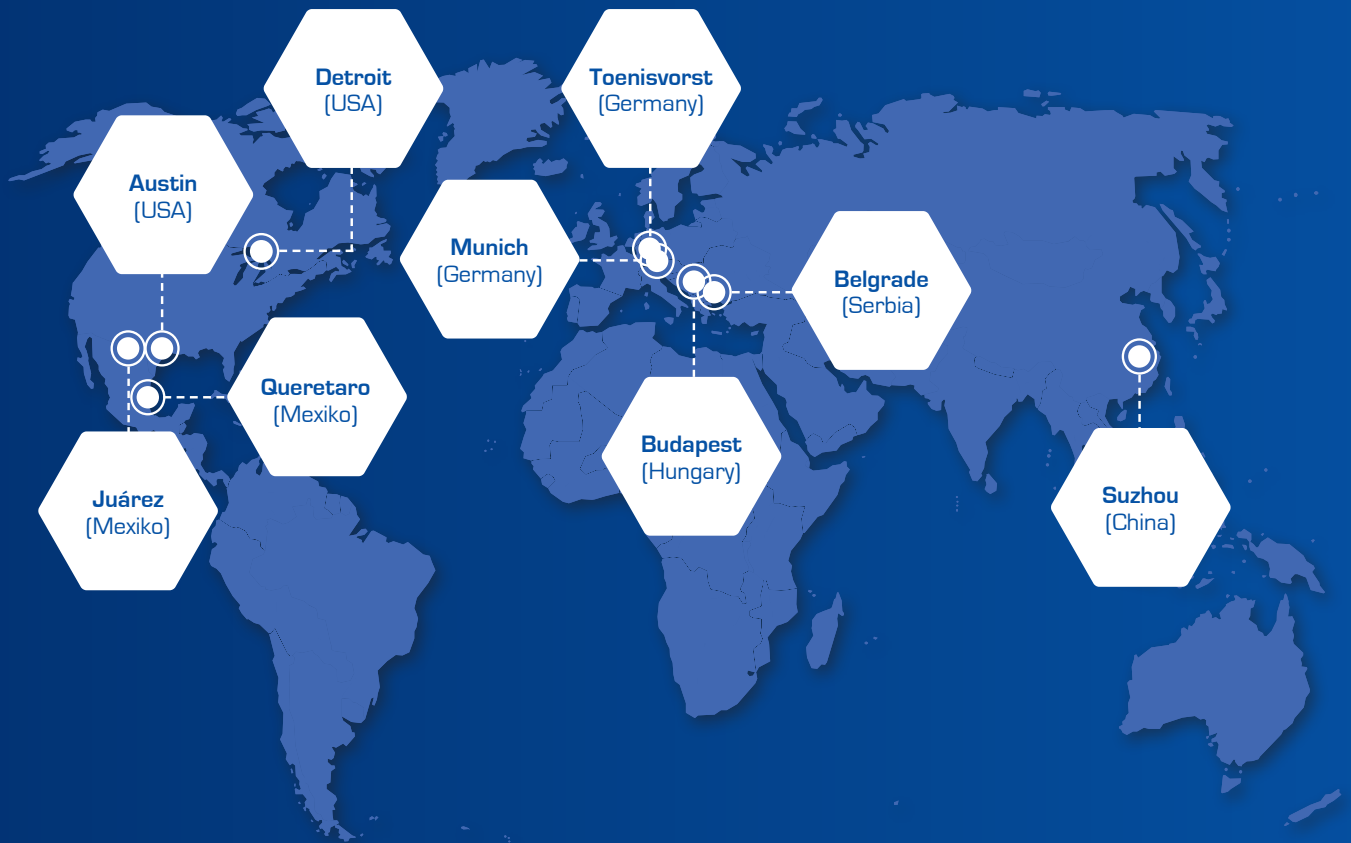 Detroit
(USA)
Toenisvorst
(Germany)
Austin
(USA)
Munich
(Germany)
Belgrade
(Serbia)
Queretaro
(Mexiko)
Budapest
(Hungary)
Juárez
(Mexiko)
Suzhou
(China)